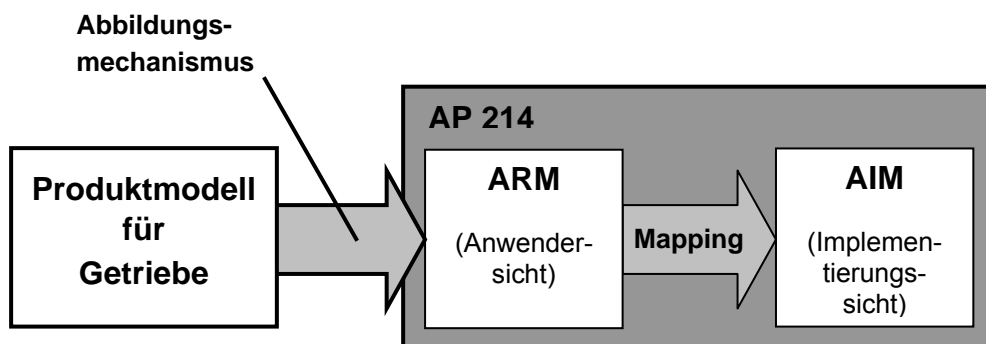 Abbildungs-
mechanismus
AP 214
Produktmodell
für
Getriebe
ARM
(Anwender-
sicht)
Mapping
AIM
(Implemen-
tierungs-
sicht)